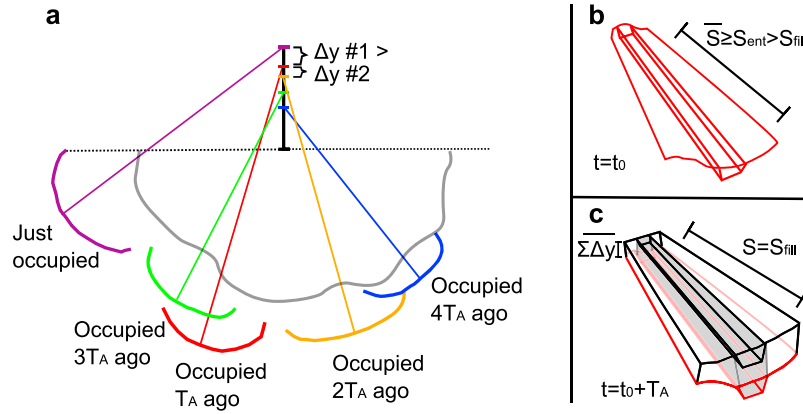 a
Δy #1 >
Δy #2
Just
occupied
Occupied
3TA ago
Occupied
TA ago
Occupied
2TA ago
Occupied
4TA ago
b
S≥Sent>Sfill
t=t0
c
ΣΔy
S=Sfill
t=t0+TA